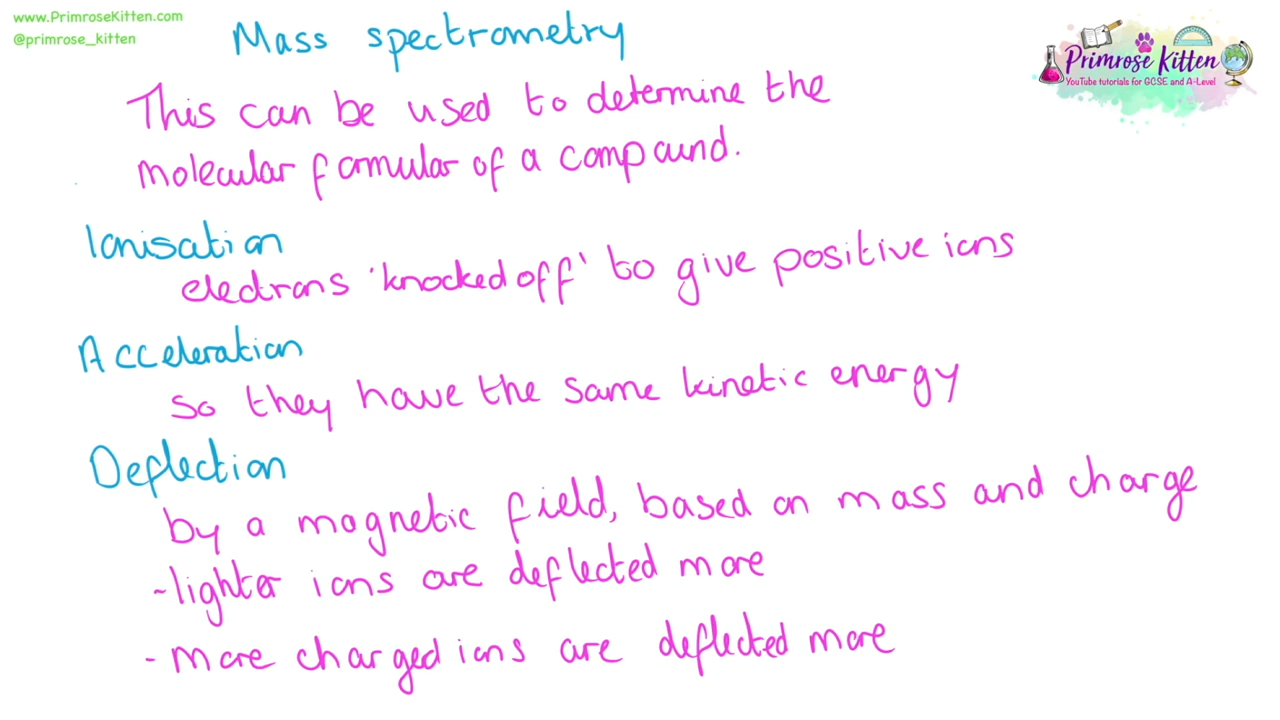 www.PrimroseKitten.com
@primrose_kitten
Mass spectrometry
Primrose Kitten
YouTube tutorials for GCSE and A-Level
This can be used to determine the
molecular formular of a compound.
Ionisation
electrons 'knocked off' to give positive ions
Acceleration
so they have the same kinetic energy
Deflection
by a magnetic field, based on mass and charge
-lighter ions are deflected more
- more charged ions are deflected more